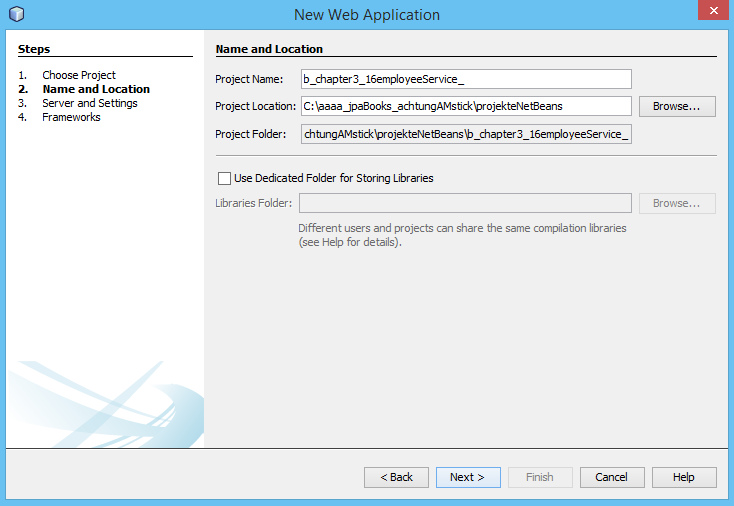 New Web Application
Steps
1. Choose Project
2. Name and Location
3. Server and Settings
4. Frameworks
Name and Location
Project Name: b_chapter3_16employeeService_
Project Location: C:\aaaa_jpaBooks_achtungAMstick\projekteNetBeans Browse...
Project Folder: chtungAMstick\projekteNetBeans\b_chapter3_16employeeService_
Use Dedicated Folder for Storing Libraries
Libraries Folder: Browse...
Different users and projects can share the same compilation libraries
(see Help for details).
< Back Next > Finish Cancel Help